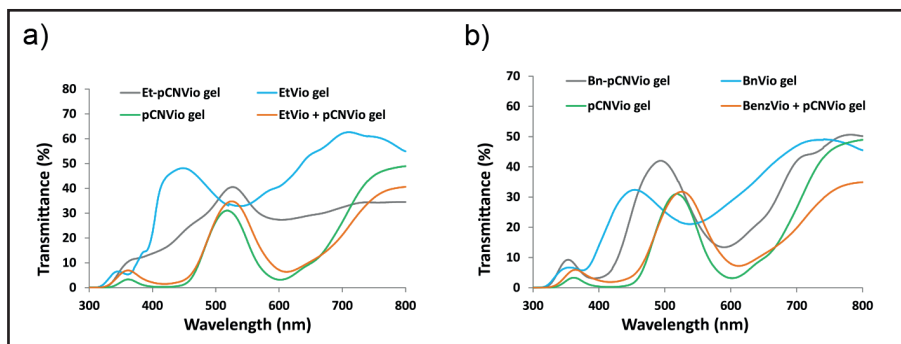 a)
Et-pCNVio gel
EtVio gel
pCNVio gel
EtVio + pCNVio gel
80
70
60
50
40
30
20
10
0
Transmittance (%)
300 400 500 600 700 800
Wavelength (nm)
b)
Bn-pCNVio gel
BnVio gel
pCNVio gel
BenzVio + pCNVio gel
70
60
50
40
30
20
10
0
Transmittance (%)
300 400 500 600 700 800
Wavelength (nm)